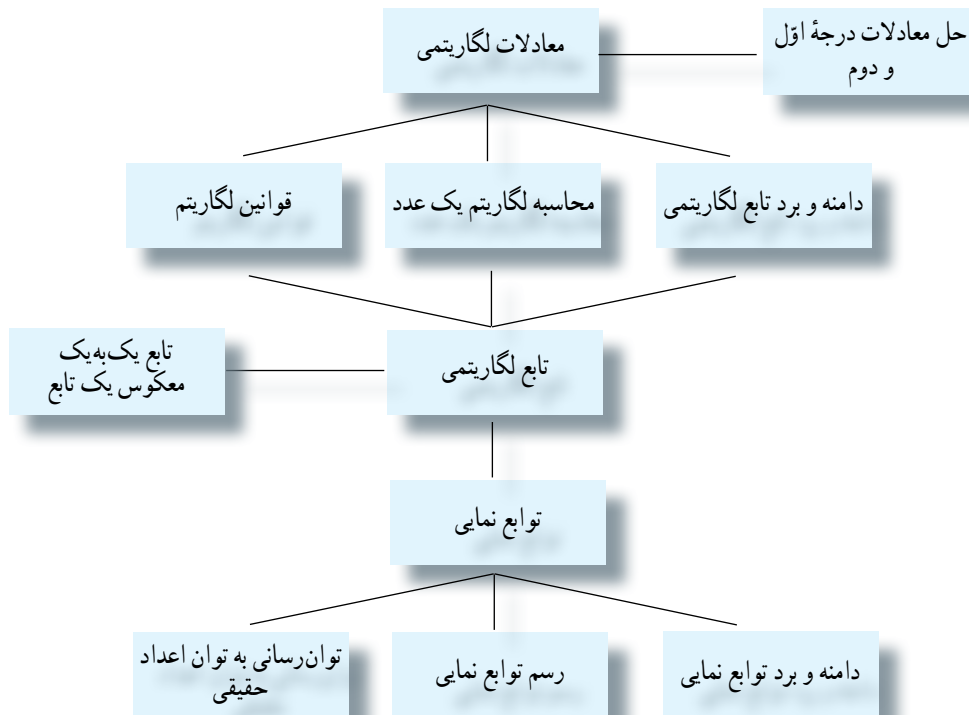 حل معادلات درجهٔ اوّل
و دوم
معادلات لگاریتمی
دامنه و برد تابع لگاریتمی
محاسبه لگاریتم یک عدد
قوانین لگاریتم
تابع لگاریتمی
تابع یک‌به‌یک
معکوس یک تابع
توابع نمایی
دامنه و برد توابع نمایی
رسم توابع نمایی
توان‌رسانی به توان اعداد
حقیقی